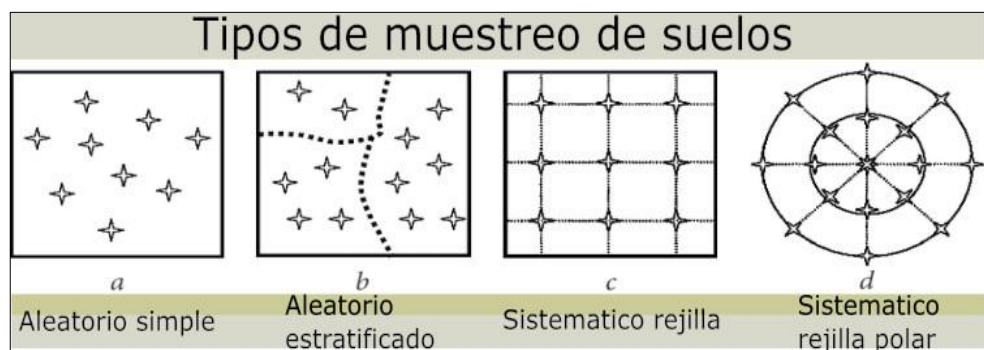 Tipos de muestreo de suelos
a
b
c
d
Aleatorio simple
Aleatorio
estratificado
Sistematico rejilla
Sistematico
rejilla polar